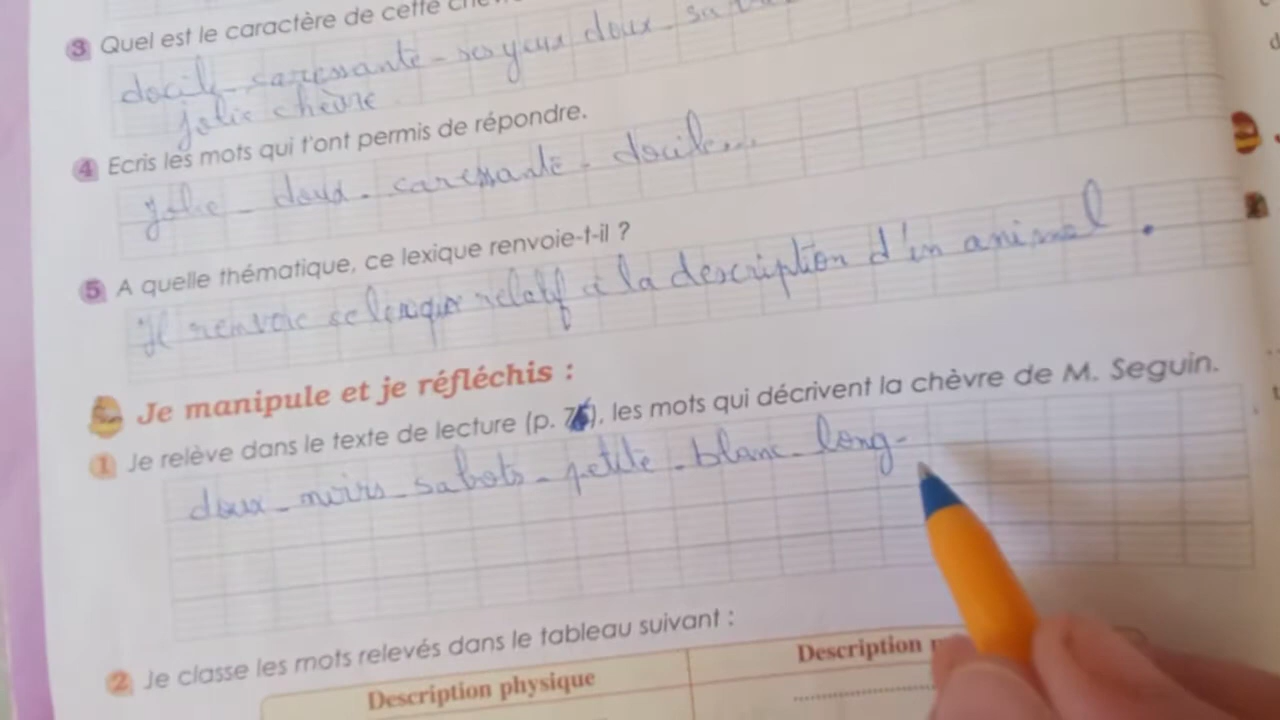 3 Quel est le caractère de cette
docile - caressante - ses yeux doux - sa
jolie chèvre
4 Ecris les mots qui t'ont permis de répondre.
jolie - doux - caressante - docile...
5 A quelle thématique, ce lexique renvoie-t-il ?
Il renvoie se lexique relatif à la description d'un animal.
Je manipule et je réfléchis :
1 Je relève dans le texte de lecture (p. 76), les mots qui décrivent la chèvre de M. Seguin.
doux - noirs - sabots - petite - blanc - long -
2 Je classe les mots relevés dans le tableau suivant :
Description physique
Description